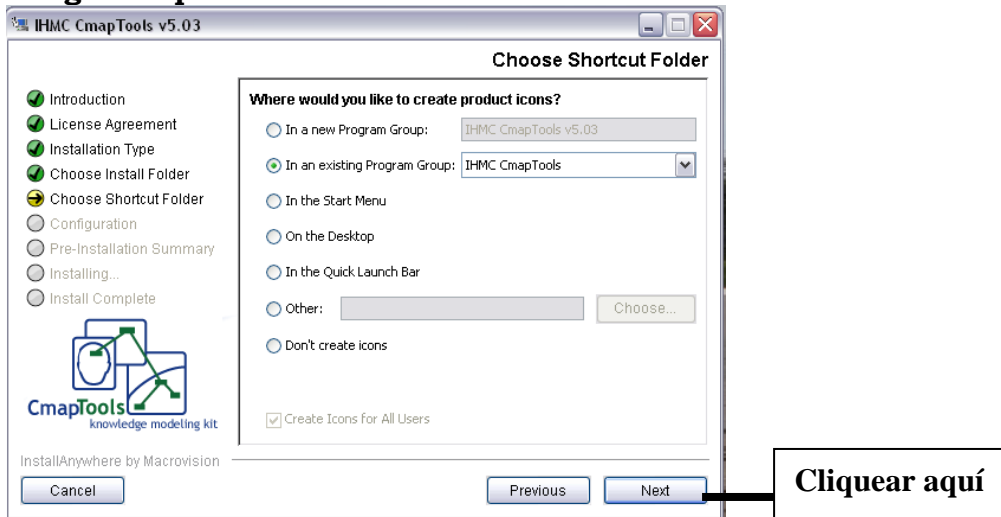 IHMC CmapTools v5.03
Choose Shortcut Folder
Introduction
License Agreement
Installation Type
Choose Install Folder
Choose Shortcut Folder
Configuration
Pre-Installation Summary
Installing...
Install Complete
CmapTools
knowledge modeling kit
Where would you like to create product icons?
In a new Program Group: IHMC CmapTools v5.03
In an existing Program Group: IHMC CmapTools
In the Start Menu
On the Desktop
In the Quick Launch Bar
Other: Choose...
Don't create icons
Create Icons for All Users
InstallAnywhere by Macrovision
Cancel Previous Next
Cliquear aquí